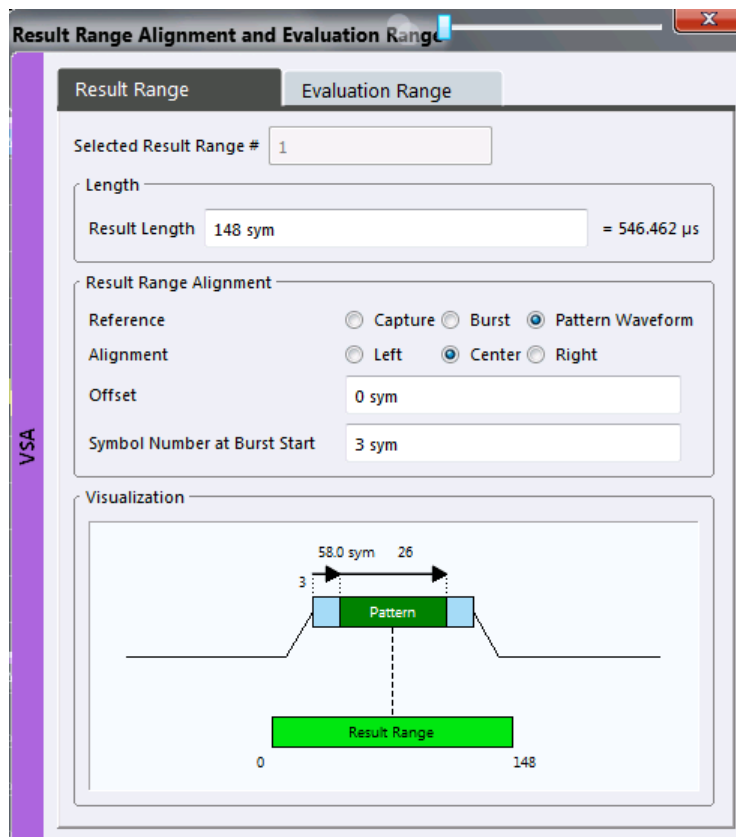 Result Range Alignment and Evaluation Range
x
Result Range Evaluation Range
Selected Result Range # 1
Length
Result Length 148 sym = 546.462 µs
Result Range Alignment
Reference Capture Burst Pattern Waveform
Alignment Left Center Right
Offset 0 sym
Symbol Number at Burst Start 3 sym
VSA
Visualization
58.0 sym 26
3
Pattern
Result Range
0 148